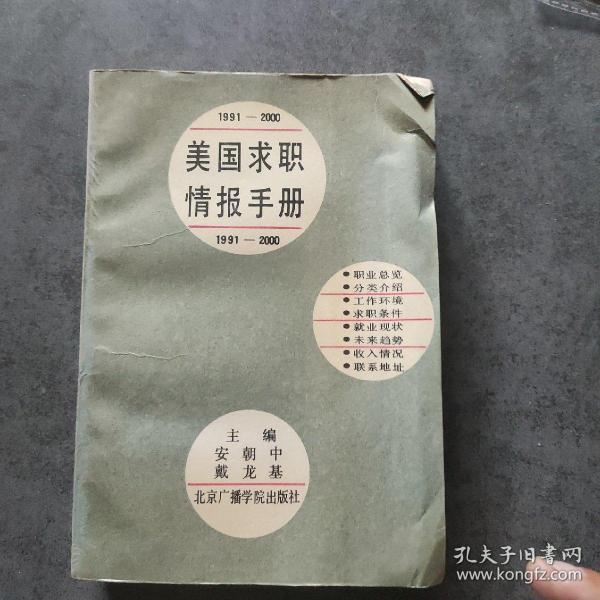 1991—2000
美国求职
情报手册
1991—2000
●职业总览
●分类介绍
●工作环境
●求职条件
●就业现状
●未来趋势
●收入情况
●联系地址
主编
安朝中
戴龙基
北京广播学院出版社
孔夫子旧书网
www.kongfz.com